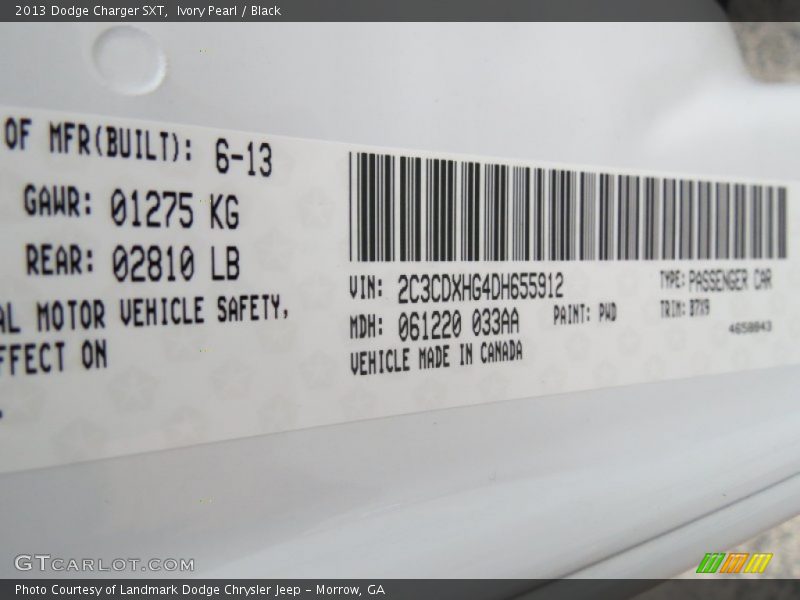 2013 Dodge Charger SXT, Ivory Pearl / Black
OF MFR(BUILT): 6-13
GAWR: 01275 KG
REAR: 02810 LB
AL MOTOR VEHICLE SAFETY,
FFECT ON
VIN: 2C3CDXHG4DH655912
TYPE: PASSENGER CAR
MDH: 061220 033AA
PAINT: PWD
TRIM: B7X9
VEHICLE MADE IN CANADA
4658843
GTCARLOT.COM
Photo Courtesy of Landmark Dodge Chrysler Jeep - Morrow, GA